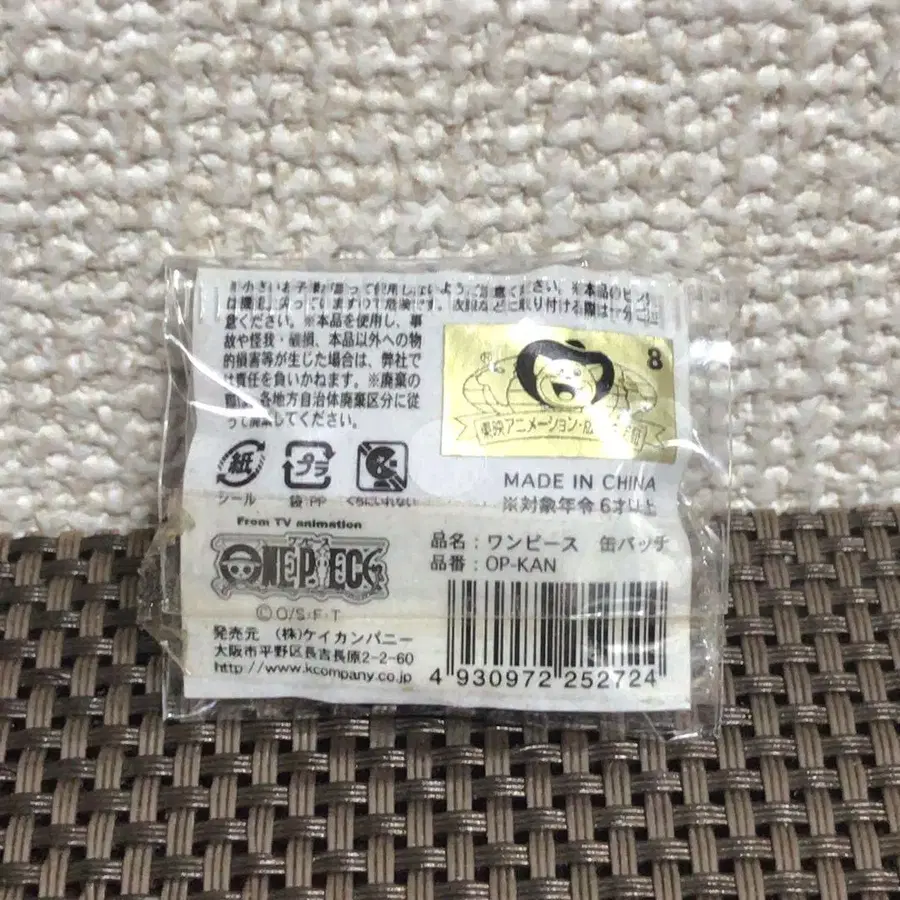 意ください。※本品を使用し、事
故や怪我・破損、本品以外への物
的損害等が生じた場合は、弊社で
は責任を負いかねます。※廃棄の
各地方自治体廃棄区分に従
ってください。
8
東映アニメーション
紙
シール
プラ
袋:PP
くちにいれない
MADE IN CHINA
※対象年令6才以上
From TV animation
ワンピース
ONE PIECE
©O/S・F・T
品名:ワンピース 缶バッチ
品番:OP-KAN
発売元 (株)ケイカンパニー
大阪市平野区長吉長原2-2-60
http://www.kcompany.co.jp
4 930972 252724